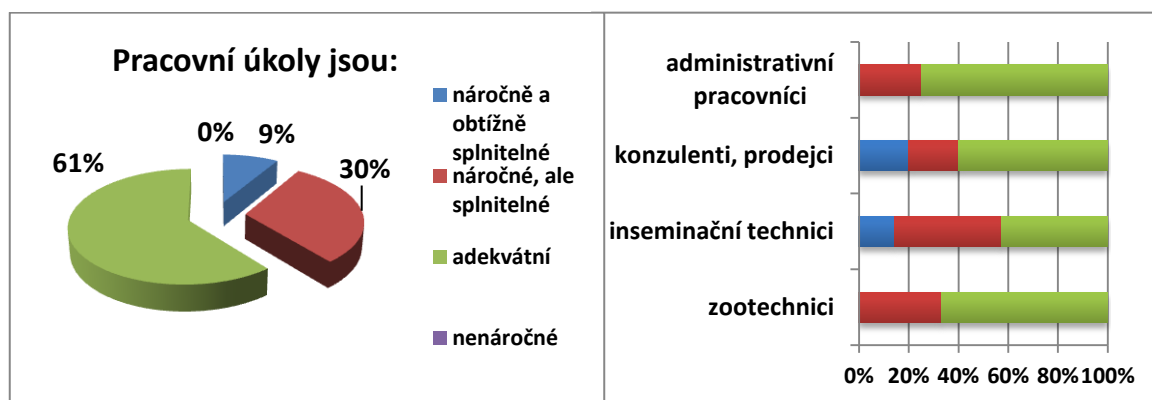 Pracovní úkoly jsou:
0%
9%
30%
61%
náročně a
obtížně
splnitelné
náročné, ale
splnitelné
adekvátní
nenáročné
administrativní
pracovníci
konzulenti, prodejci
inseminační technici
zootechnici
0% 20% 40% 60% 80% 100%